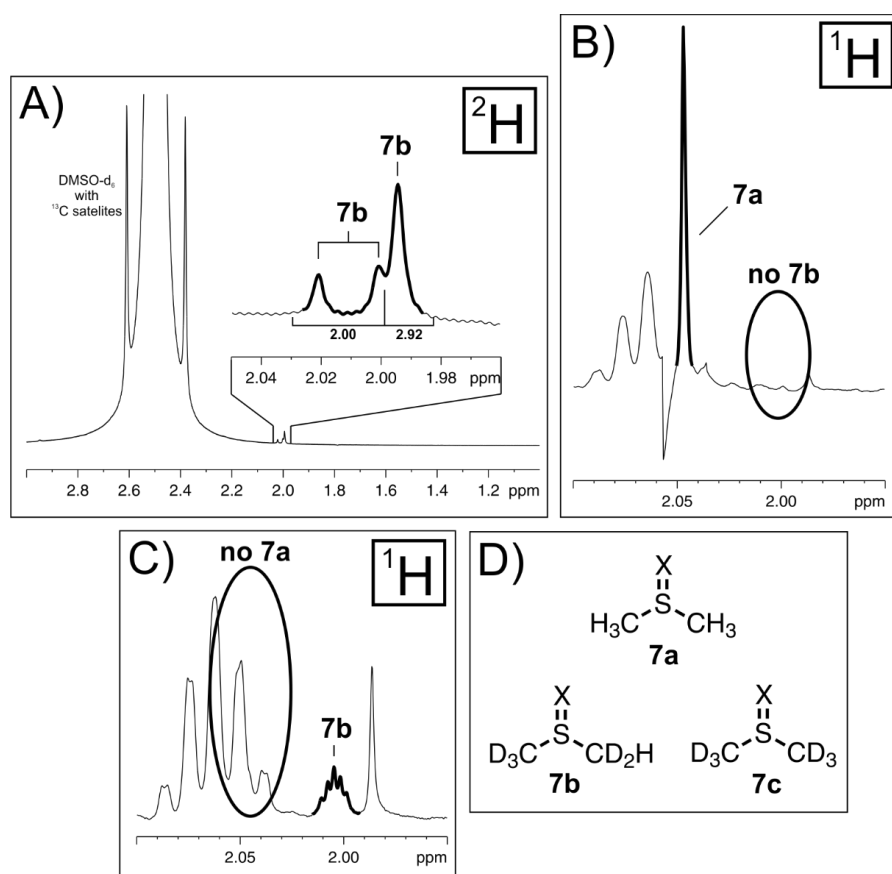 A)
²H
DMSO-d₆
with
¹³C satelites
7b
7b
2.00 2.92
2.04 2.02 2.00 1.98 ppm
2.8 2.6 2.4 2.2 2.0 1.8 1.6 1.4 1.2 ppm
B)
¹H
7a
no 7b
2.05 2.00 ppm
C)
no 7a
¹H
7b
2.05 2.00 ppm
D)
X
S
H₃C CH₃
7a
X X
S S
D₃C CD₂H D₃C CD₃
7b 7c